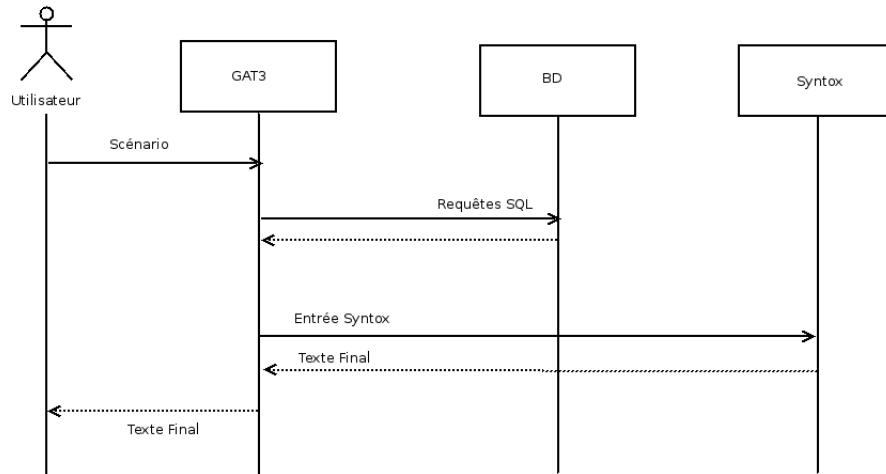 GAT3
BD
Syntox
Utilisateur
Scénario
Requêtes SQL
Entrée Syntox
Texte Final
Texte Final